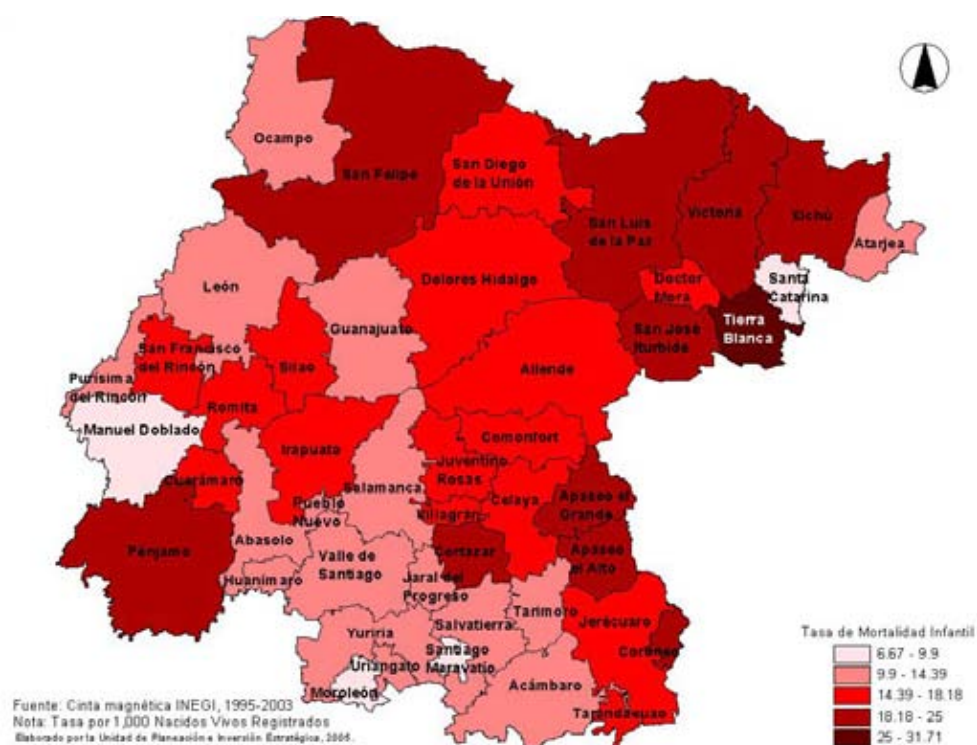 Ocampo
San Felipe
San Diego
de la Unión
San Luis
de la Paz
Victoria
Xichú
Atarjea
León
Dolores Hidalgo
Doctor
Mora
Santa
Catarina
Guanajuato
San José
Iturbide
Tierra
Blanca
San Francisco
del Rincón
Silao
Allende
Purísima
del Rincón
Romita
Manuel Doblado
Irapuato
Comonfort
Cuerámaro
Salamanca
Juventino
Rosas
Celaya
Apaseo el
Grande
Pueblo
Nuevo
Villagrán
Abasolo
Pénjamo
Valle de
Santiago
Cortazar
Apaseo
el Alto
Huanímaro
Jaral del
Progreso
Tarimoro
Jerécuaro
Salvatierra
Yuriria
Santiago
Maravatío
Coroneo
Uriangato
Moroleón
Acámbaro
Tarandacuao
Tasa de Mortalidad Infantil
6.67 - 9.9
9.9 - 14.39
14.39 - 18.18
18.18 - 25
25 - 31.71
Fuente: Cinta magnética INEGI, 1995-2003
Nota: Tasa por 1,000 Nacidos Vivos Registrados
Elaborado por la Unidad de Planeación e Inversión Estratégica, 2005.